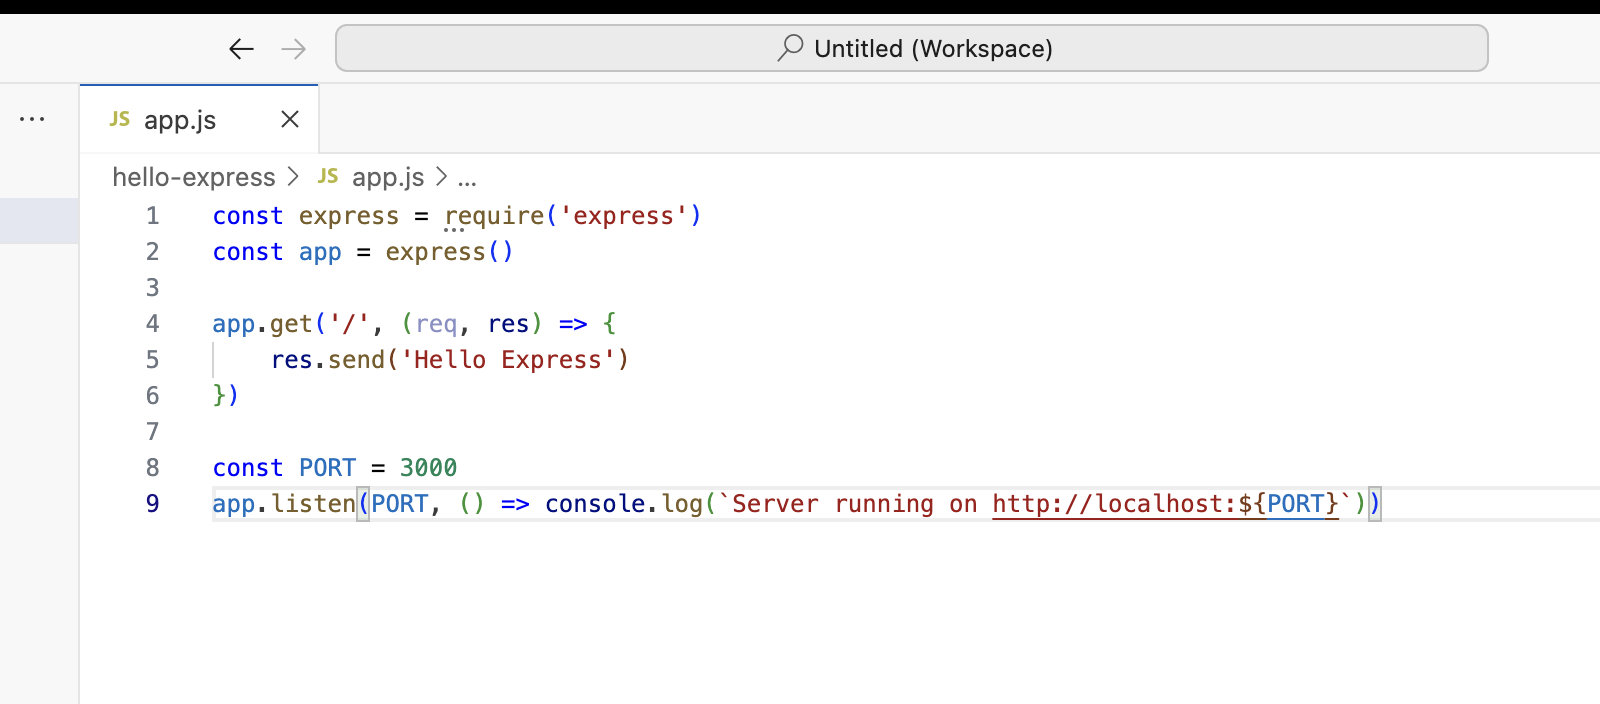 Untitled (Workspace)
JS app.js
hello-express > JS app.js > ...
1 const express = require('express')
2 const app = express()
3
4 app.get('/', (req, res) => {
5     res.send('Hello Express')
6 })
7
8 const PORT = 3000
9 app.listen(PORT, () => console.log(`Server running on http://localhost:${PORT}`))